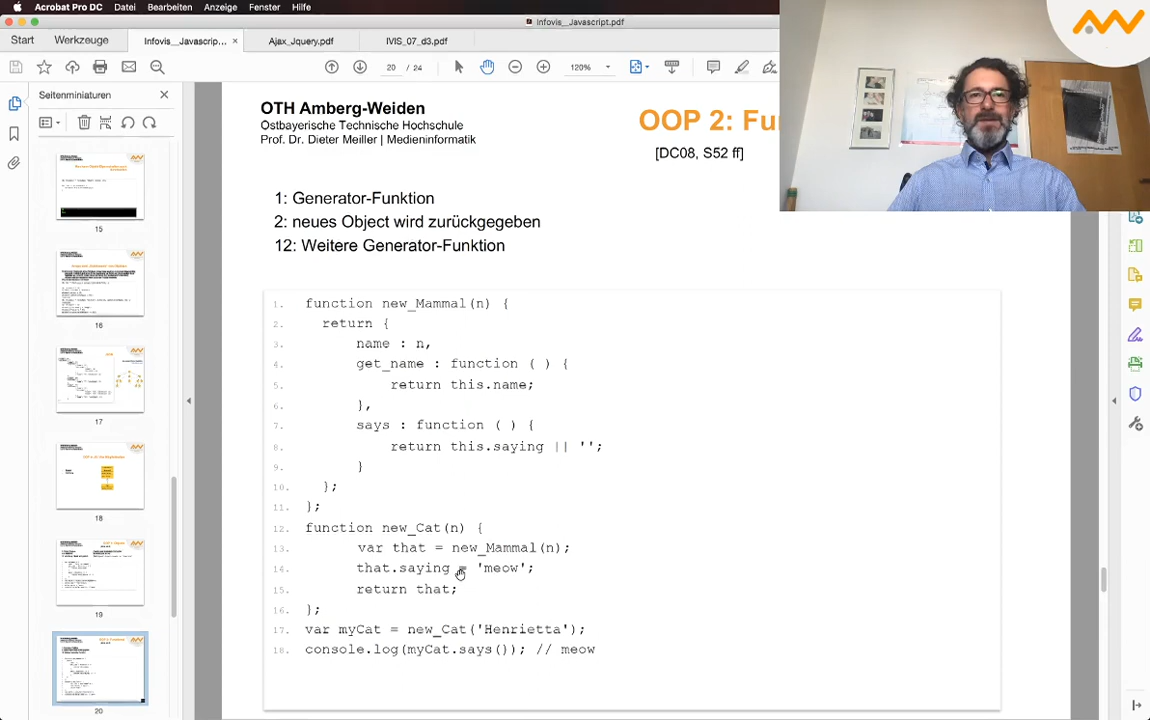 Acrobat Pro DC Datei Bearbeiten Anzeige Fenster Hilfe
Infovis_Javascript.pdf
Start Werkzeuge Infovis__Javascrip... × Ajax_Jquery.pdf IVIS_07_d3.pdf
20 / 24 120%
Seitenminiaturen
15
16
17
18
19
20
OTH Amberg-Weiden
Ostbayerische Technische Hochschule
Prof. Dr. Dieter Meiller | Medieninformatik
OOP 2: Fu
[DC08, S52 ff]
1: Generator-Funktion
2: neues Object wird zurückgegeben
12: Weitere Generator-Funktion
1. function new_Mammal(n) {
2. return {
3. name : n,
4. get_name : function ( ) {
5. return this.name;
6. },
7. says : function ( ) {
8. return this.saying || '';
9. }
10. };
11. };
12. function new_Cat(n) {
13. var that = new_Mammal(n);
14. that.saying = 'meow';
15. return that;
16. };
17. var myCat = new_Cat('Henrietta');
18. console.log(myCat.says()); // meow